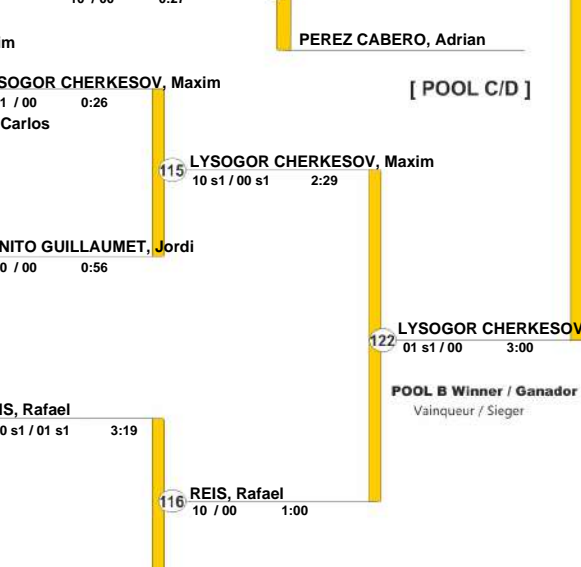 PEREZ CABERO, Adrian
[ POOL C/D ]
SOGOR CHERKESOV, Maxim
1 / 00 0:26
Carlos
115
LYSOGOR CHERKESOV, Maxim
10 s1 / 00 s1 2:29
NITO GUILLAUMET, Jordi
0 / 00 0:56
122
LYSOGOR CHERKESOV
01 s1 / 00 3:00
POOL B Winner / Ganador
Vainqueur / Sieger
IS, Rafael
0 s1 / 01 s1 3:19
116
REIS, Rafael
10 / 00 1:00